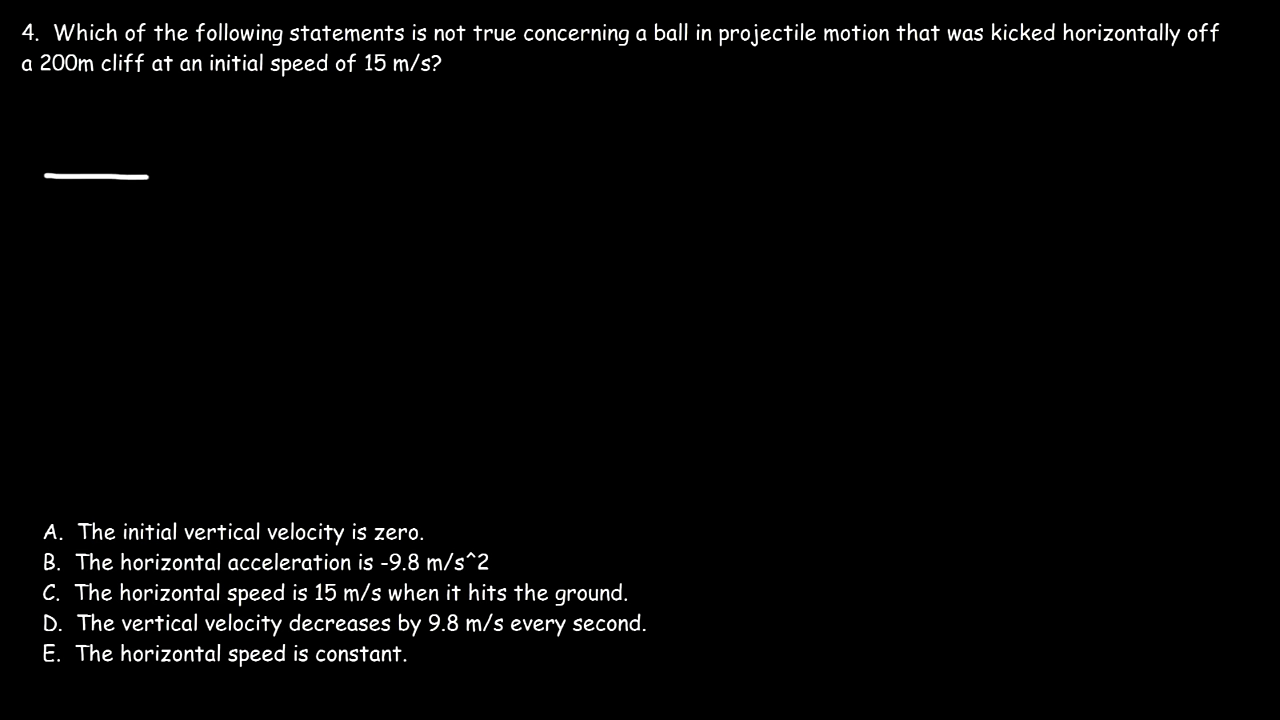 4. Which of the following statements is not true concerning a ball in projectile motion that was kicked horizontally off
a 200m cliff at an initial speed of 15 m/s?
A. The initial vertical velocity is zero.
B. The horizontal acceleration is -9.8 m/s^2
C. The horizontal speed is 15 m/s when it hits the ground.
D. The vertical velocity decreases by 9.8 m/s every second.
E. The horizontal speed is constant.